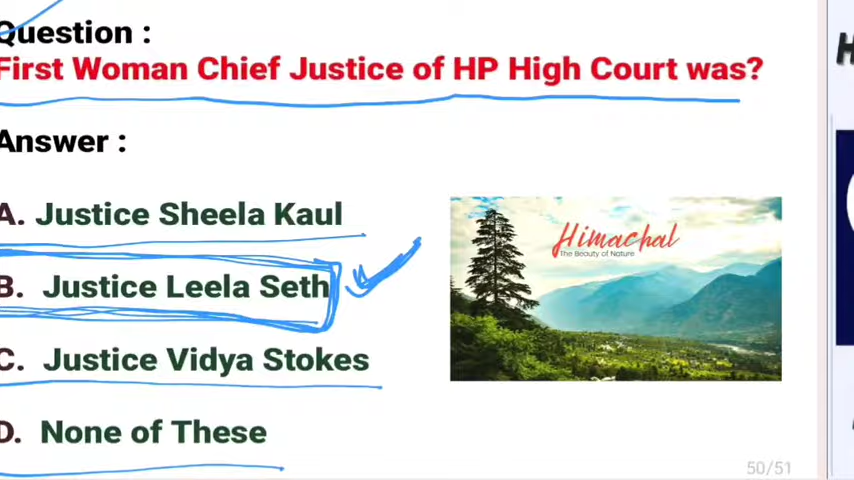 Question :
First Woman Chief Justice of HP High Court was?
Answer :
A. Justice Sheela Kaul
B. Justice Leela Seth
C. Justice Vidya Stokes
D. None of These
Himachal
The Beauty of Nature
50/51
H